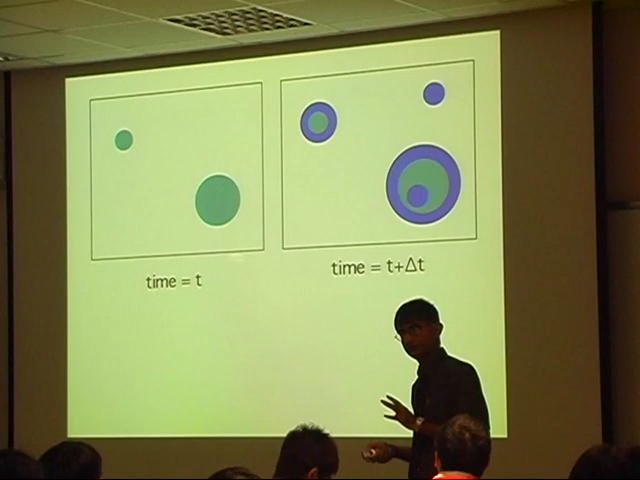 time = t
time = t+Δt